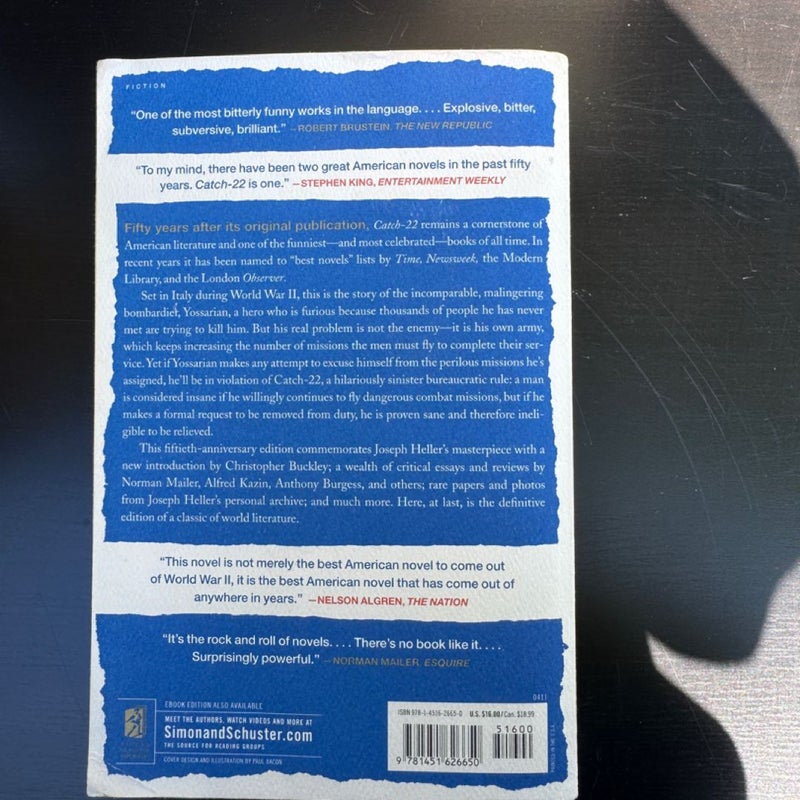 FICTION
“One of the most bitterly funny works in the language. . . . Explosive, bitter,
subversive, brilliant.” —ROBERT BRUSTEIN, THE NEW REPUBLIC
“To my mind, there have been two great American novels in the past fifty
years. Catch-22 is one.” —STEPHEN KING, ENTERTAINMENT WEEKLY
Fifty years after its original publication, Catch-22 remains a cornerstone of
American literature and one of the funniest—and most celebrated—books of all time. In
recent years it has been named to “best novels” lists by Time, Newsweek, the Modern
Library, and the London Observer.
Set in Italy during World War II, this is the story of the incomparable, malingering
bombardier, Yossarian, a hero who is furious because thousands of people he has never
met are trying to kill him. But his real problem is not the enemy—it is his own army,
which keeps increasing the number of missions the men must fly to complete their ser-
vice. Yet if Yossarian makes any attempt to excuse himself from the perilous missions he’s
assigned, he’ll be in violation of Catch-22, a hilariously sinister bureaucratic rule: a man
is considered insane if he willingly continues to fly dangerous combat missions, but if he
makes a formal request to be removed from duty, he is proven sane and therefore ineli-
gible to be relieved.
This fiftieth-anniversary edition commemorates Joseph Heller’s masterpiece with a
new introduction by Christopher Buckley; a wealth of critical essays and reviews by
Norman Mailer, Alfred Kazin, Anthony Burgess, and others; rare papers and photos
from Joseph Heller’s personal archive; and much more. Here, at last, is the definitive
edition of a classic of world literature.
“This novel is not merely the best American novel to come out
of World War II, it is the best American novel that has come out of
anywhere in years.” —NELSON ALGREN, THE NATION
“It’s the rock and roll of novels. . . . There’s no book like it. . . .
Surprisingly powerful.” —NORMAN MAILER, ESQUIRE
0411
EBOOK EDITION ALSO AVAILABLE
MEET THE AUTHORS, WATCH VIDEOS AND MORE AT
SimonandSchuster.com
THE SOURCE FOR READING GROUPS
COVER DESIGN AND ILLUSTRATION BY PAUL BACON
ISBN 978-1-4516-2665-0 U.S. $16.00/Can. $18.99
51600
9 781451 626650
PRINTED IN THE U.S.A.